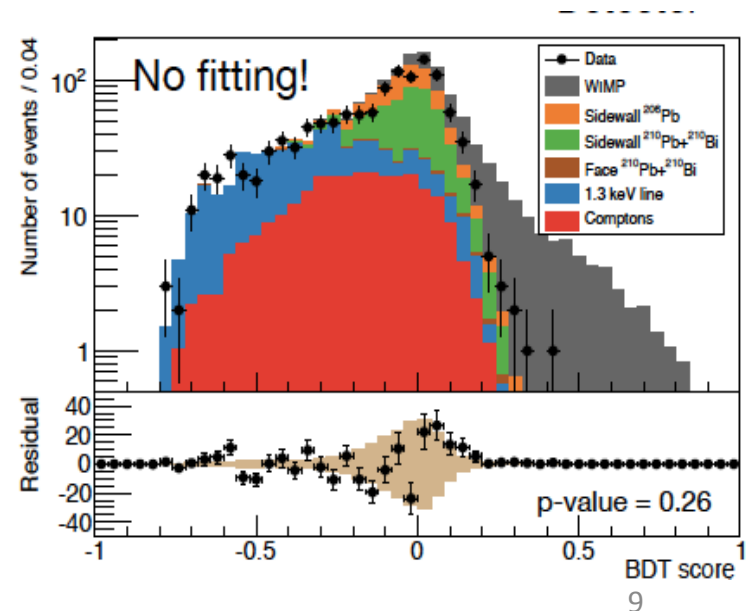 No fitting!
Number of events / 0.04
10²
10
1
Data
WIMP
Sidewall ²⁰⁶Pb
Sidewall ²¹⁰Pb+²¹⁰Bi
Face ²¹⁰Pb+²¹⁰Bi
1.3 keV line
Comptons
Residual
40
20
0
-20
-40
p-value = 0.26
-1 -0.5 0 0.5 1
BDT score
9